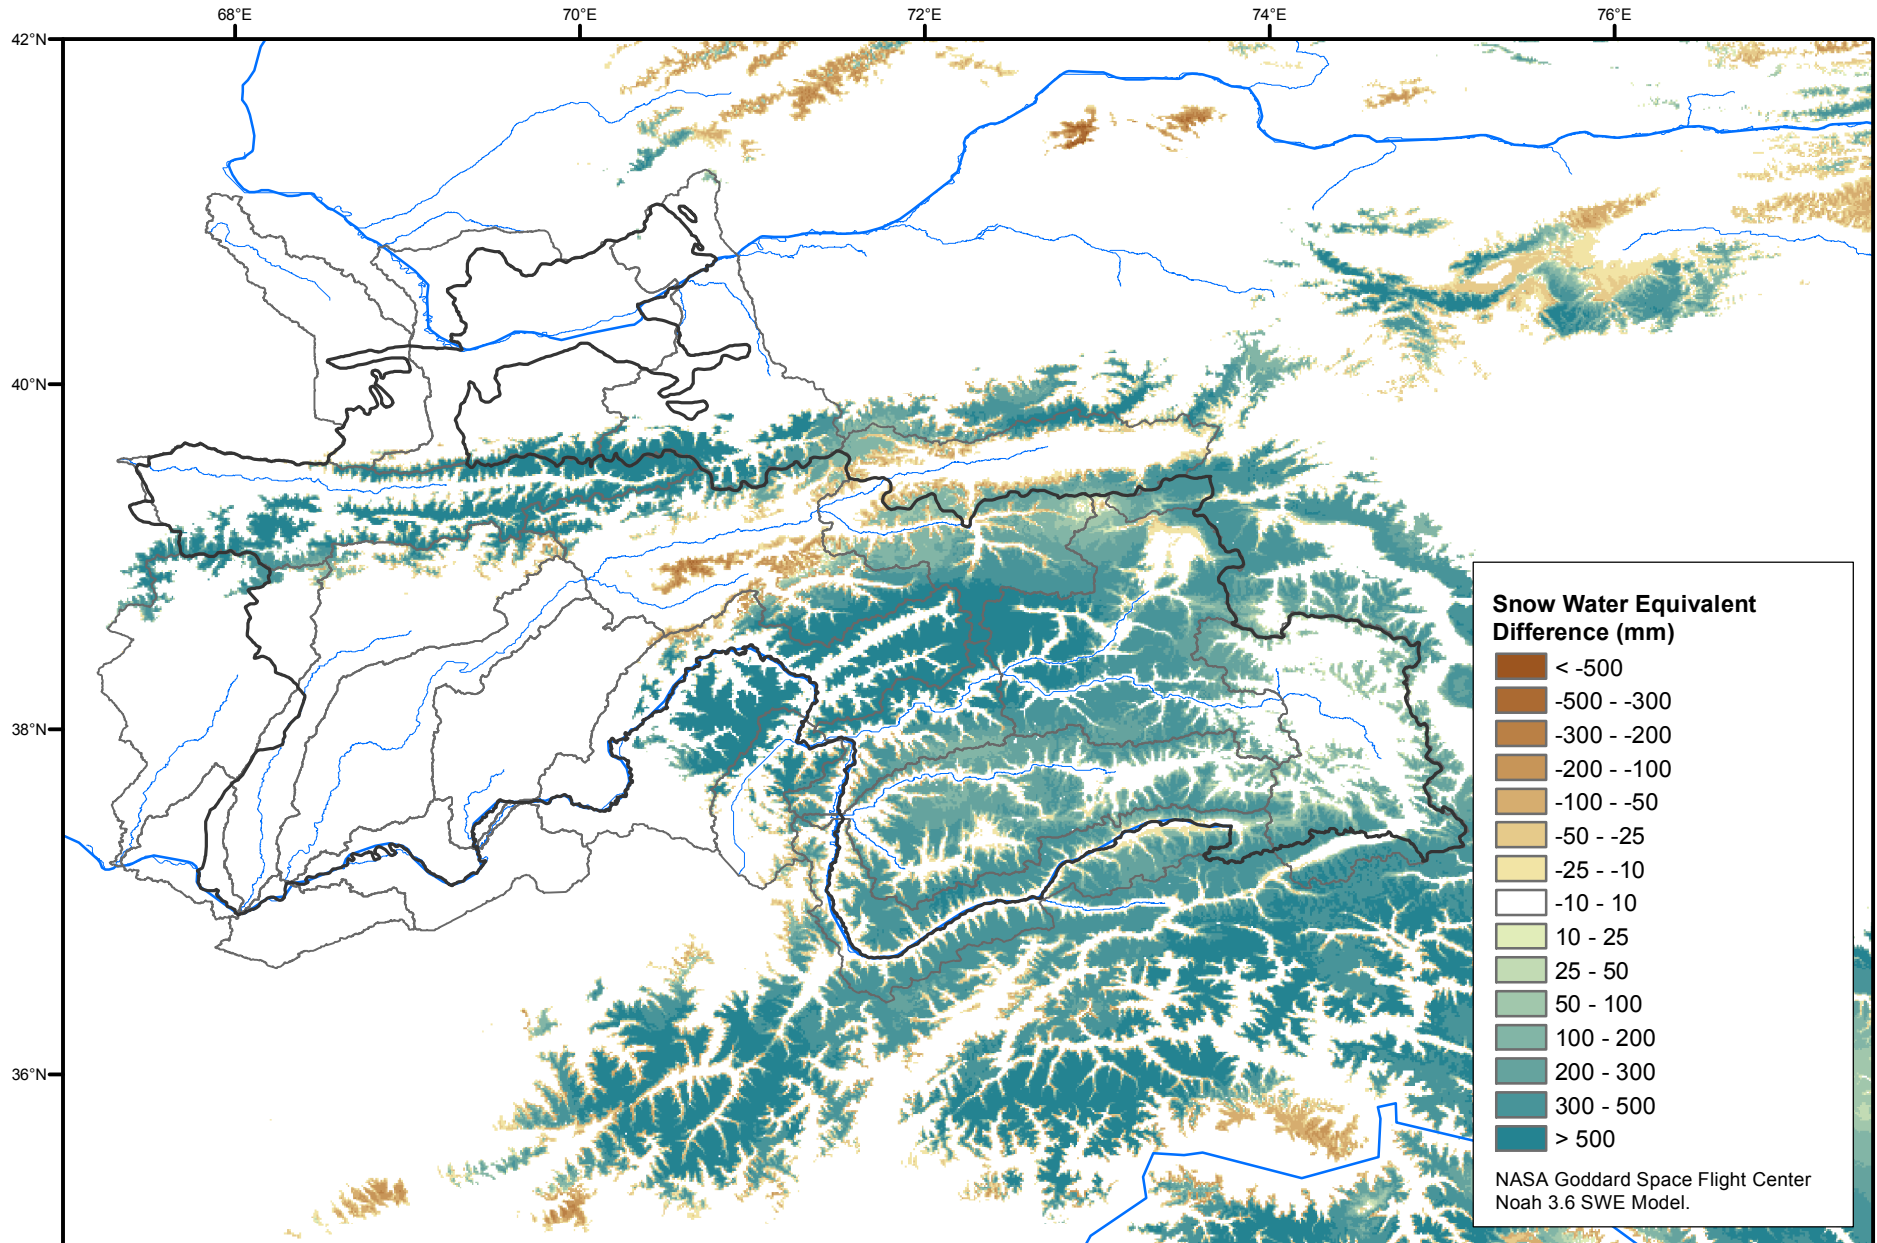 68°E 70°E 72°E 74°E 76°E
42°N
40°N
38°N
36°N
Snow Water Equivalent
Difference (mm)
< -500
-500 - -300
-300 - -200
-200 - -100
-100 - -50
-50 - -25
-25 - -10
-10 - 10
10 - 25
25 - 50
50 - 100
100 - 200
200 - 300
300 - 500
> 500
NASA Goddard Space Flight Center
Noah 3.6 SWE Model.